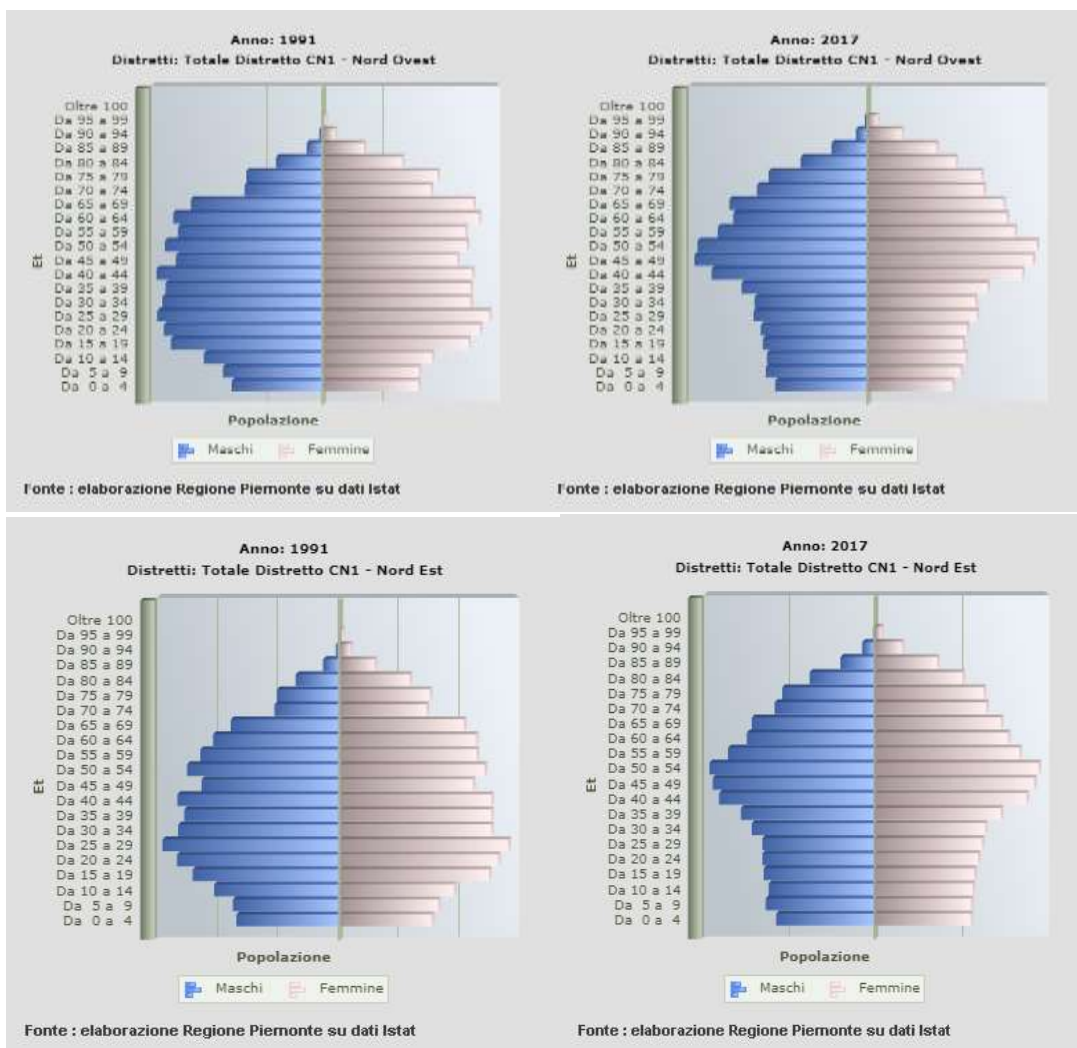 Anno: 1991
Distretti: Totale Distretto CN1 - Nord Ovest
Et
Oltre 100
Da 95 a 99
Da 90 a 94
Da 85 a 89
Da 80 a 84
Da 75 a 79
Da 70 a 74
Da 65 a 69
Da 60 a 64
Da 55 a 59
Da 50 a 54
Da 45 a 49
Da 40 a 44
Da 35 a 39
Da 30 a 34
Da 25 a 29
Da 20 a 24
Da 15 a 19
Da 10 a 14
Da 5 a 9
Da 0 a 4
Popolazione
Maschi Femmine
Fonte : elaborazione Regione Piemonte su dati Istat
Anno: 2017
Distretti: Totale Distretto CN1 - Nord Ovest
Et
Oltre 100
Da 95 a 99
Da 90 a 94
Da 85 a 89
Da 80 a 84
Da 75 a 79
Da 70 a 74
Da 65 a 69
Da 60 a 64
Da 55 a 59
Da 50 a 54
Da 45 a 49
Da 40 a 44
Da 35 a 39
Da 30 a 34
Da 25 a 29
Da 20 a 24
Da 15 a 19
Da 10 a 14
Da 5 a 9
Da 0 a 4
Popolazione
Maschi Femmine
Fonte : elaborazione Regione Piemonte su dati Istat
Anno: 1991
Distretti: Totale Distretto CN1 - Nord Est
Et
Oltre 100
Da 95 a 99
Da 90 a 94
Da 85 a 89
Da 80 a 84
Da 75 a 79
Da 70 a 74
Da 65 a 69
Da 60 a 64
Da 55 a 59
Da 50 a 54
Da 45 a 49
Da 40 a 44
Da 35 a 39
Da 30 a 34
Da 25 a 29
Da 20 a 24
Da 15 a 19
Da 10 a 14
Da 5 a 9
Da 0 a 4
Popolazione
Maschi Femmine
Fonte : elaborazione Regione Piemonte su dati Istat
Anno: 2017
Distretti: Totale Distretto CN1 - Nord Est
Et
Oltre 100
Da 95 a 99
Da 90 a 94
Da 85 a 89
Da 80 a 84
Da 75 a 79
Da 70 a 74
Da 65 a 69
Da 60 a 64
Da 55 a 59
Da 50 a 54
Da 45 a 49
Da 40 a 44
Da 35 a 39
Da 30 a 34
Da 25 a 29
Da 20 a 24
Da 15 a 19
Da 10 a 14
Da 5 a 9
Da 0 a 4
Popolazione
Maschi Femmine
Fonte : elaborazione Regione Piemonte su dati Istat